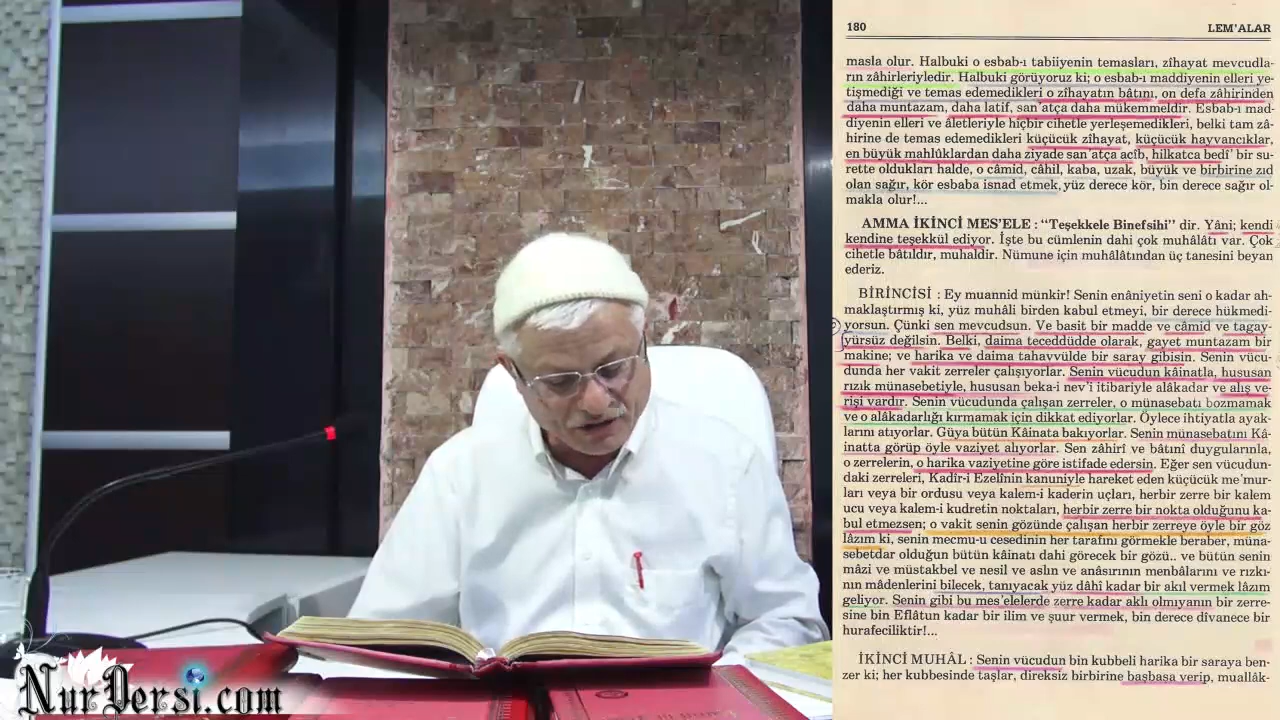 180
LEM'ALAR
masla olur. Halbuki o esbab-ı tabiiyenin temasları, zîhayat mevcudla-
rın zâhirleriyledir. Halbuki görüyoruz ki; o esbab-ı maddiyenin elleri ye-
tişmediği ve temas edemedikleri o zîhayatın bâtını, on defa zâhirinden
daha muntazam, daha latif, san'atça daha mükemmeldir. Esbab-ı mad-
diyenin elleri ve âletleriyle hiçbir cihetle yerleşemedikleri, belki tam zâ-
hirine de temas edemedikleri küçücük zîhayat, küçücük hayvancıklar,
en büyük mahlûklardan daha ziyade san'atça acîb, hilkatca bedî' bir su-
rette oldukları halde, o câmid, câhil, kaba, uzak, büyük ve birbirine zıd
olan sağır, kör esbaba isnad etmek, yüz derece kör, bin derece sağır ol-
makla olur!...
AMMA İKİNCİ MES'ELE : "Teşekkele Binefsihî" dir. Yâni; kendi
kendine teşekkül ediyor. İşte bu cümlenin dahi çok muhâlâtı var. Çok
cihetle bâtıldır, muhaldir. Nümune için muhâlâtından üç tanesini beyan
ederiz.
BİRİNCİSİ : Ey muannid münkir! Senin enâniyetin seni o kadar ah-
maklaştırmış ki, yüz muhâli birden kabul etmeyi, bir derece hükmedi-
yorsun. Çünki sen mevcudsun. Ve basit bir madde ve câmid ve tagay-
yürsüz değilsin. Belki, daima teceddüdde olarak, gayet muntazam bir
makine; ve harika ve daima tahavvülde bir saray gibisin. Senin vücu-
dunda her vakit zerreler çalışıyorlar. Senin vücudun kâinatla, hususan
rızık münasebetiyle, hususan beka-i nev'î itibariyle alâkadar ve alış ve-
rişi vardır. Senin vücudunda çalışan zerreler, o münasebatı bozmamak
ve o alâkadarlığı kırmamak için dikkat ediyorlar. Öylece ihtiyatla ayak-
larını atıyorlar. Güya bütün Kâinata bakıyorlar. Senin münasebatını Kâ-
inatta görüp öyle vaziyet alıyorlar. Sen zâhirî ve bâtınî duygularınla,
o zerrelerin, o harika vaziyetine göre istifade edersin. Eğer sen vücudun-
daki zerreleri, Kadîr-i Ezelînin kanuniyle hareket eden küçücük me'mur-
ları veya bir ordusu veya kalem-i kaderin uçları, herbir zerre bir kalem
ucu veya kalem-i kudretin noktaları, herbir zerre bir nokta olduğunu ka-
bul etmezsen; o vakit senin gözünde çalışan herbir zerreye öyle bir göz
lâzım ki, senin mecmu-u cesedinin her tarafını görmekle beraber, müna-
sebetdar olduğun bütün kâinatı dahi görecek bir gözü.. ve bütün senin
mâzi ve müstakbel ve nesil ve aslın ve anâsırının menbâlarını ve rızkı-
nın mâdenlerini bilecek, tanıyacak yüz dâhî kadar bir akıl vermek lâzım
geliyor. Senin gibi bu mes'elelerde zerre kadar aklı olmıyanın bir zerre-
sine bin Eflâtun kadar bir ilim ve şuur vermek, bin derece dîvanece bir
hurafeciliktir!...
İKİNCİ MUHÂL : Senin vücudun bin kubbeli harika bir saraya ben-
zer ki; her kubbesinde taşlar, direksiz birbirine başbaşa verip, muallâk-
NurDersi.com